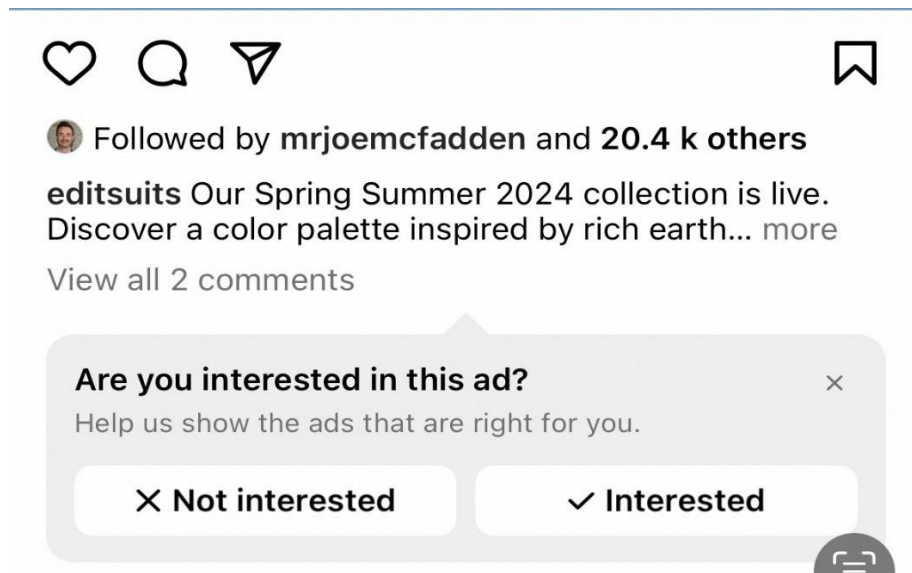 Followed by mrjoemcfadden and 20.4 k others
editsuits Our Spring Summer 2024 collection is live.
Discover a color palette inspired by rich earth... more
View all 2 comments
Are you interested in this ad?
Help us show the ads that are right for you.
Not interested
Interested